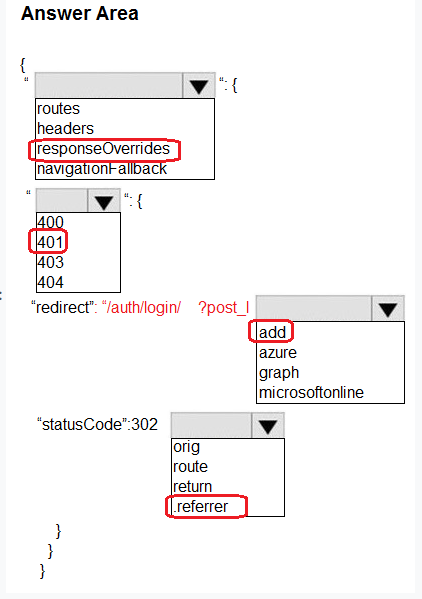 Answer Area
{
“ “: {
routes
headers
responseOverrides
navigationFallback
“ “: {
400
401
403
404
“redirect”: “/auth/login/ ?post_l
add
azure
graph
microsoftonline
“statusCode”:302
orig
route
return
.referrer
}
}
}